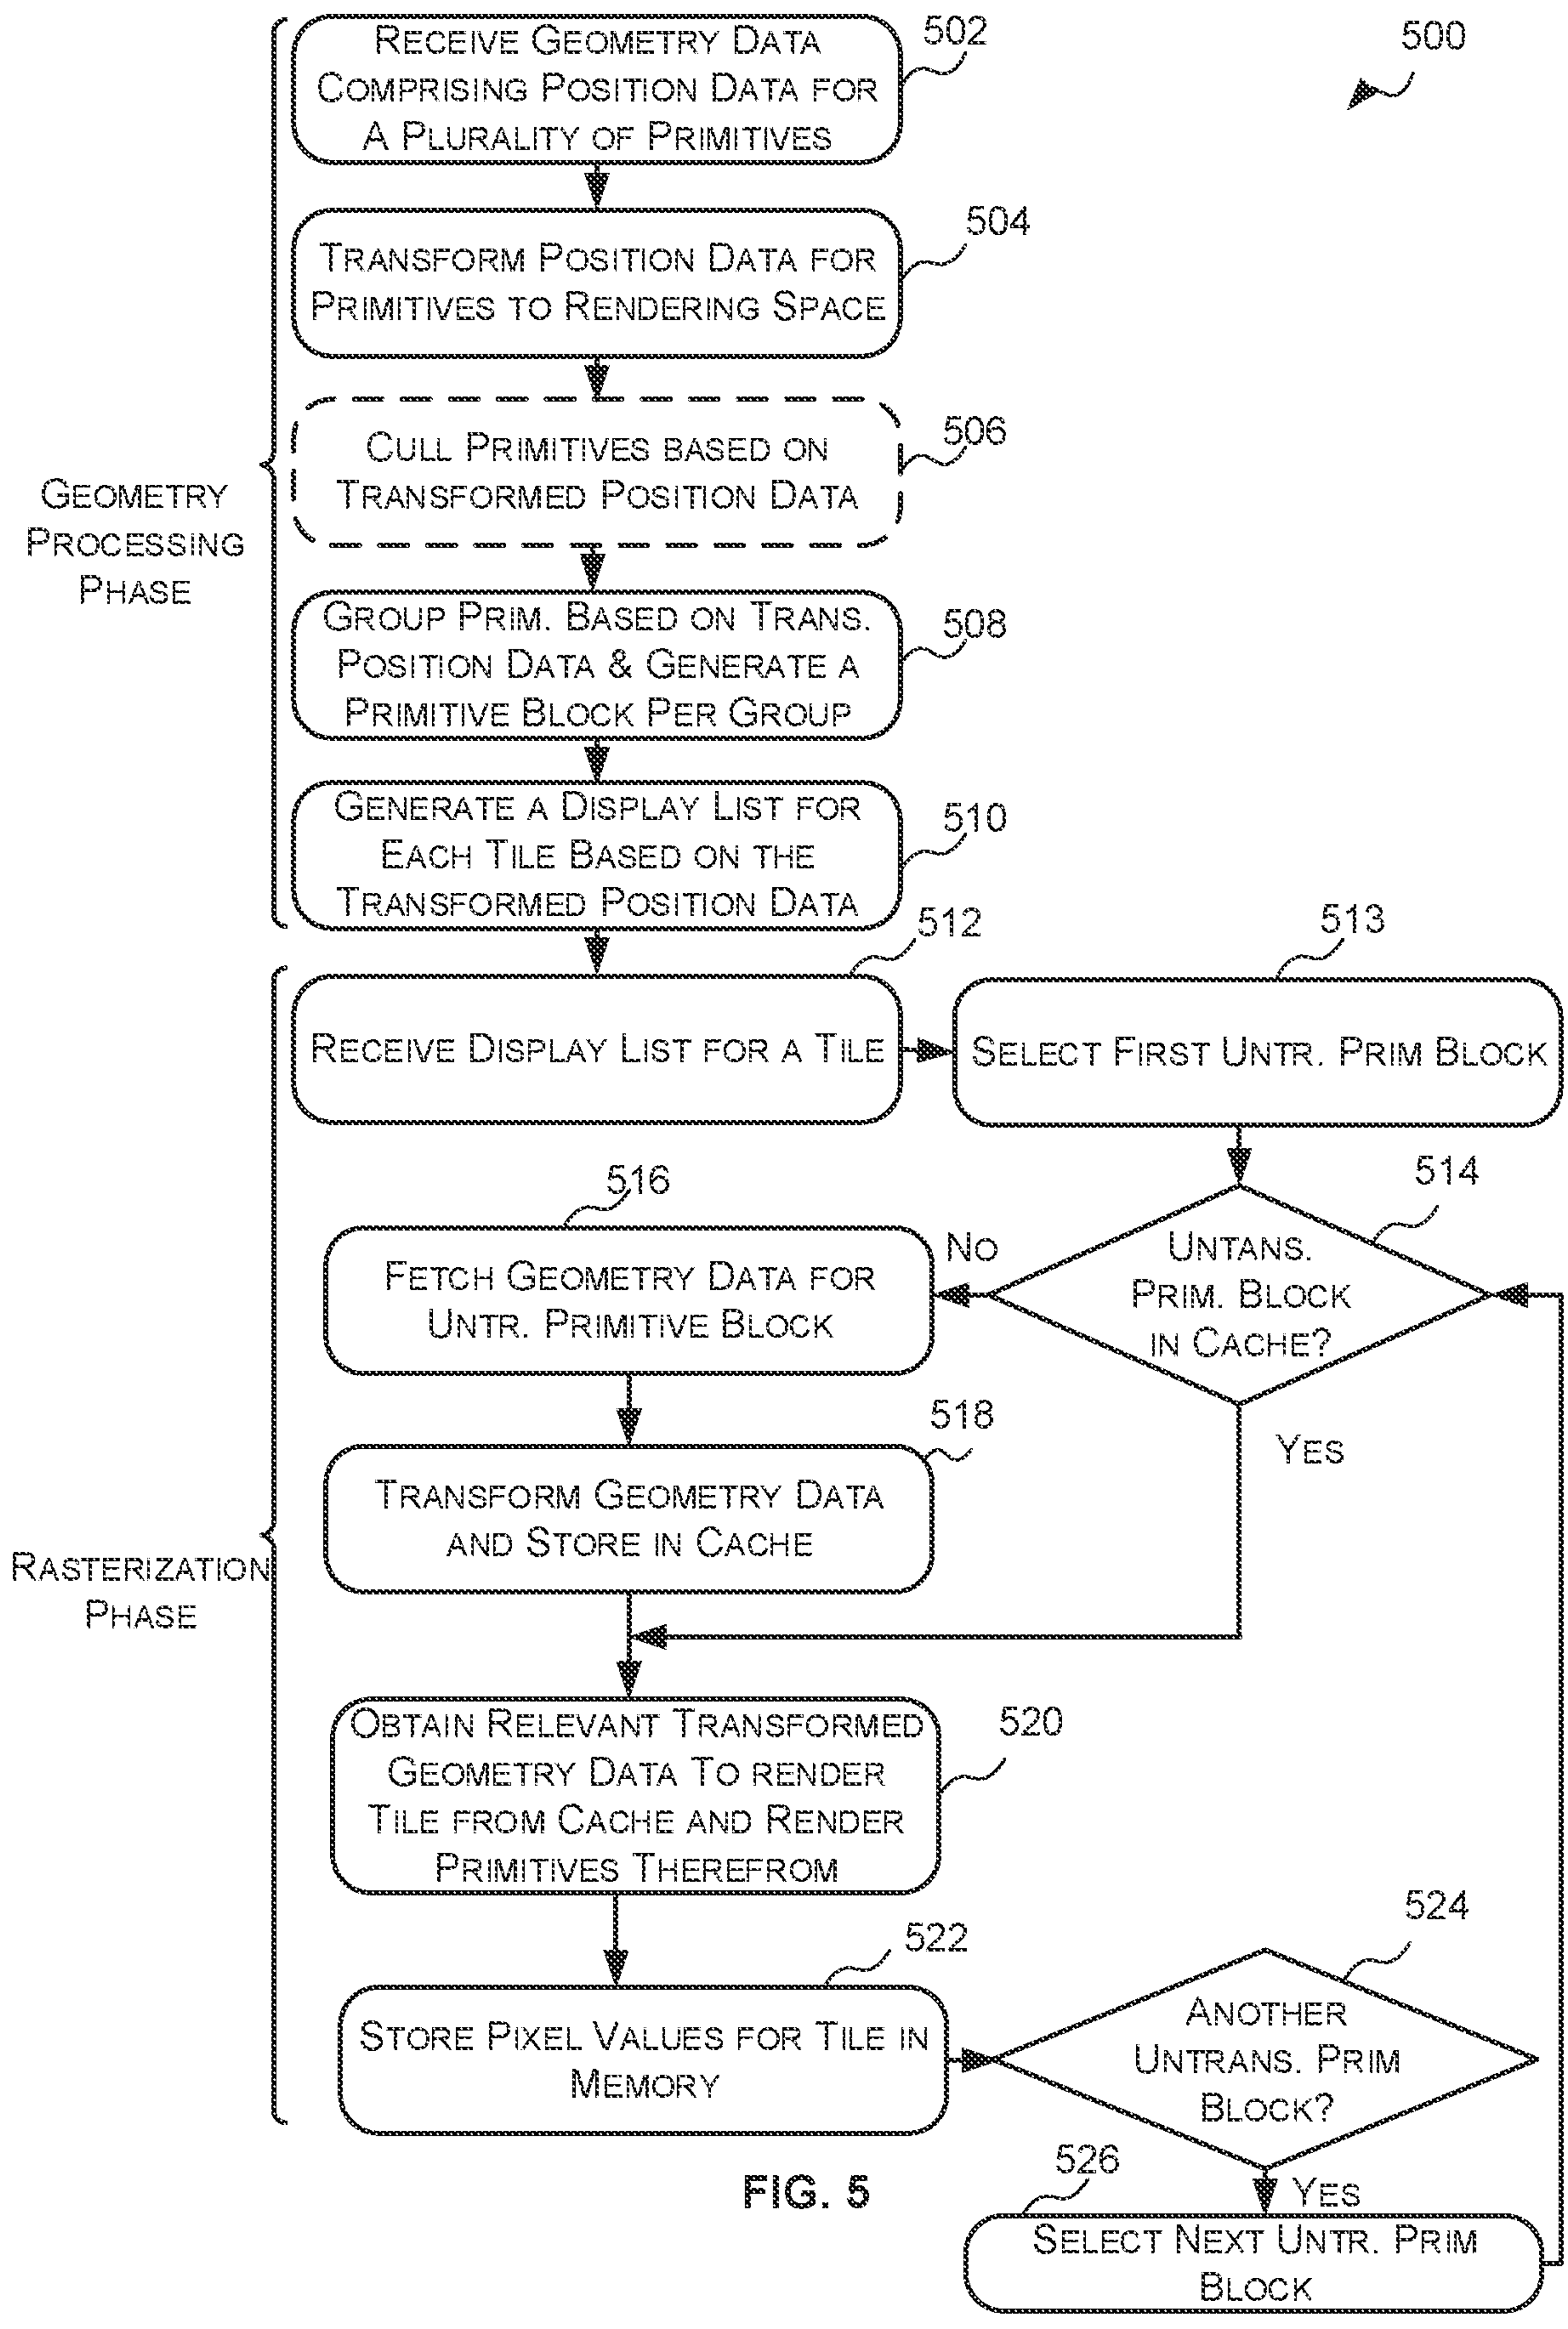 500
502
RECEIVE GEOMETRY DATA
COMPRISING POSITION DATA FOR
A PLURALITY OF PRIMITIVES
504
TRANSFORM POSITION DATA FOR
PRIMITIVES TO RENDERING SPACE
506
CULL PRIMITIVES BASED ON
TRANSFORMED POSITION DATA
GEOMETRY
PROCESSING
PHASE
508
GROUP PRIM. BASED ON TRANS.
POSITION DATA & GENERATE A
PRIMITIVE BLOCK PER GROUP
510
GENERATE A DISPLAY LIST FOR
EACH TILE BASED ON THE
TRANSFORMED POSITION DATA
512
RECEIVE DISPLAY LIST FOR A TILE
513
SELECT FIRST UNTR. PRIM BLOCK
514
UNTANS.
PRIM. BLOCK
IN CACHE?
NO
YES
516
FETCH GEOMETRY DATA FOR
UNTR. PRIMITIVE BLOCK
518
TRANSFORM GEOMETRY DATA
AND STORE IN CACHE
RASTERIZATION
PHASE
520
OBTAIN RELEVANT TRANSFORMED
GEOMETRY DATA TO RENDER
TILE FROM CACHE AND RENDER
PRIMITIVES THEREFROM
522
STORE PIXEL VALUES FOR TILE IN
MEMORY
524
ANOTHER
UNTRANS. PRIM
BLOCK?
YES
526
SELECT NEXT UNTR. PRIM
BLOCK
FIG. 5